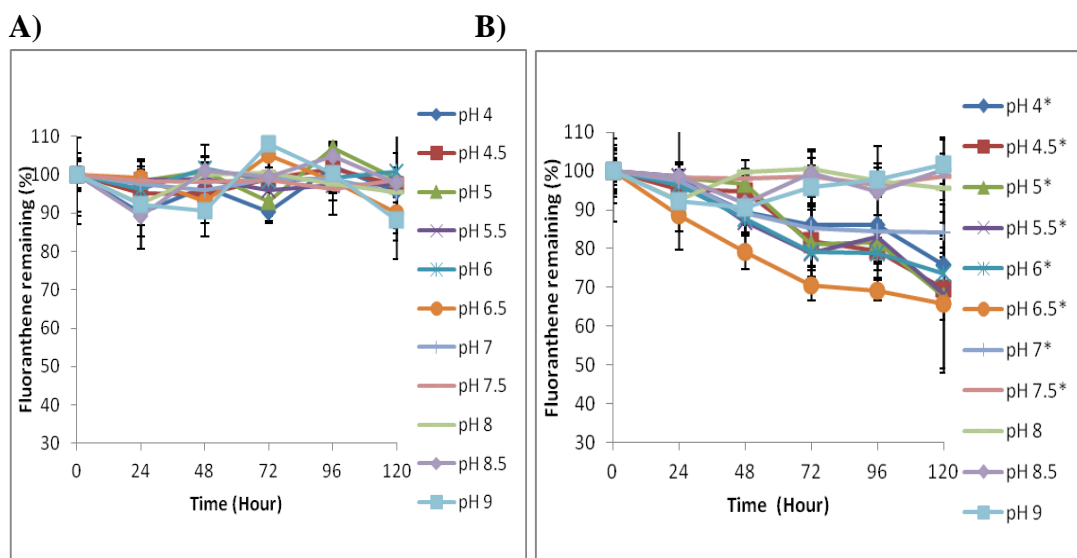 A)
B)
Fluoranthene remaining (%)
110
100
90
80
70
60
50
40
30
0 24 48 72 96 120
Time (Hour)
pH 4
pH 4.5
pH 5
pH 5.5
pH 6
pH 6.5
pH 7
pH 7.5
pH 8
pH 8.5
pH 9
Fluoranthene remaining (%)
110
100
90
80
70
60
50
40
30
0 24 48 72 96 120
Time (Hour)
pH 4*
pH 4.5*
pH 5*
pH 5.5*
pH 6*
pH 6.5*
pH 7*
pH 7.5*
pH 8
pH 8.5
pH 9